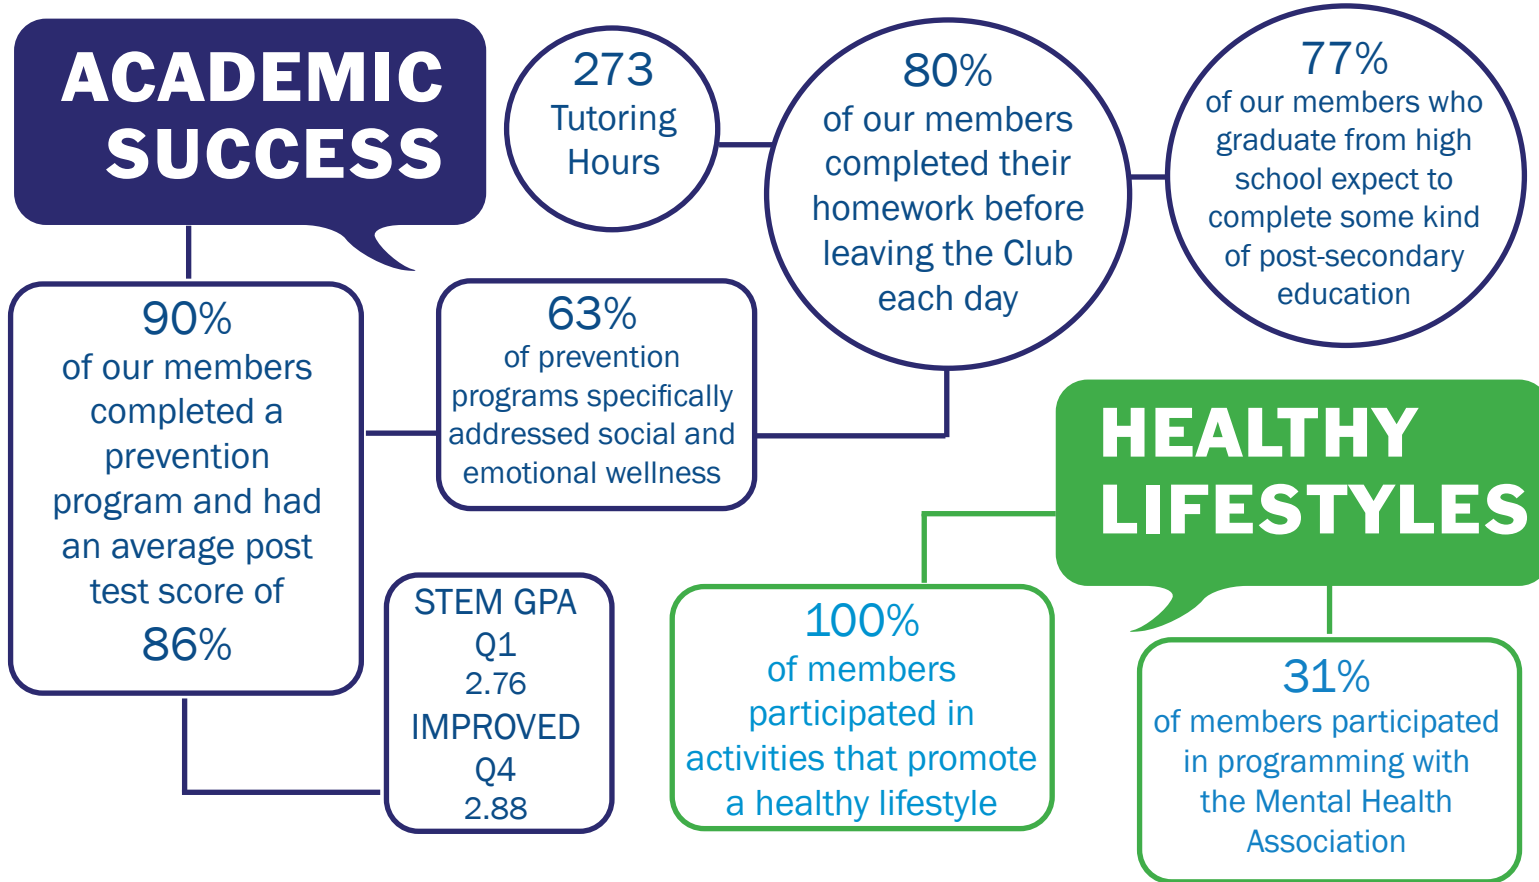 ACADEMIC
SUCCESS
273
Tutoring
Hours
80%
of our members
completed their
homework before
leaving the Club
each day
77%
of our members who
graduate from high
school expect to
complete some kind
of post-secondary
education
90%
of our members
completed a
prevention
program and had
an average post
test score of
86%
63%
of prevention
programs specifically
addressed social and
emotional wellness
STEM GPA
Q1
2.76
IMPROVED
Q4
2.88
HEALTHY
LIFESTYLES
100%
of members
participated in
activities that promote
a healthy lifestyle
31%
of members participated
in programming with
the Mental Health
Association